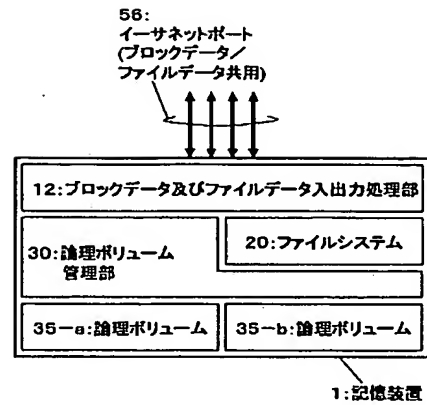 56:
イーサネットポート
(ブロックデータ/
ファイルデータ共用)
12:ブロックデータ及びファイルデータ入出力処理部
30:論理ボリューム
管理部
20:ファイルシステム
35-a:論理ボリューム
35-b:論理ボリューム
1:記憶装置